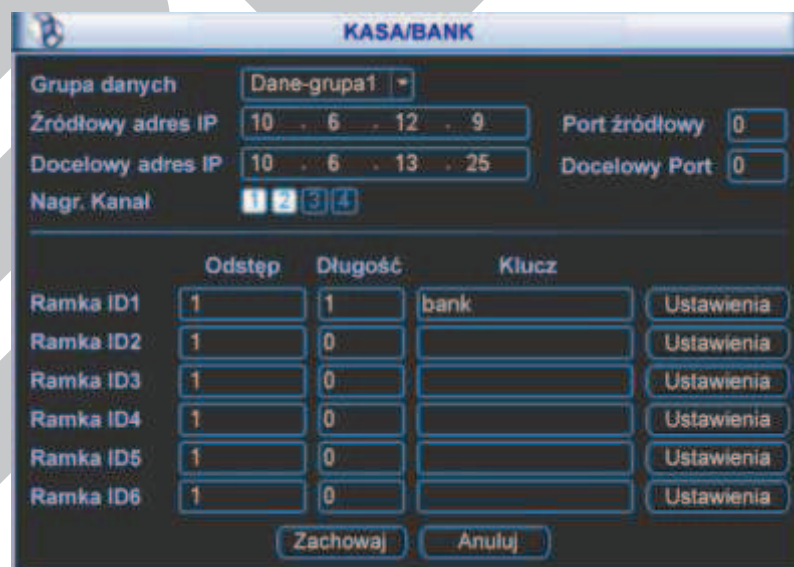 KASA/BANK
Grupa danych Dane-grupa1
Źródłowy adres IP 10 . 6 . 12 . 9 Port źródłowy 0
Docelowy adres IP 10 . 6 . 13 . 25 Docelowy Port 0
Nagr. Kanal 1 2 3 4
Odstęp Długość Klucz
Ramka ID1 1 1 bank Ustawienia
Ramka ID2 1 0 Ustawienia
Ramka ID3 1 0 Ustawienia
Ramka ID4 1 0 Ustawienia
Ramka ID5 1 0 Ustawienia
Ramka ID6 1 0 Ustawienia
Zachowaj Anuluj